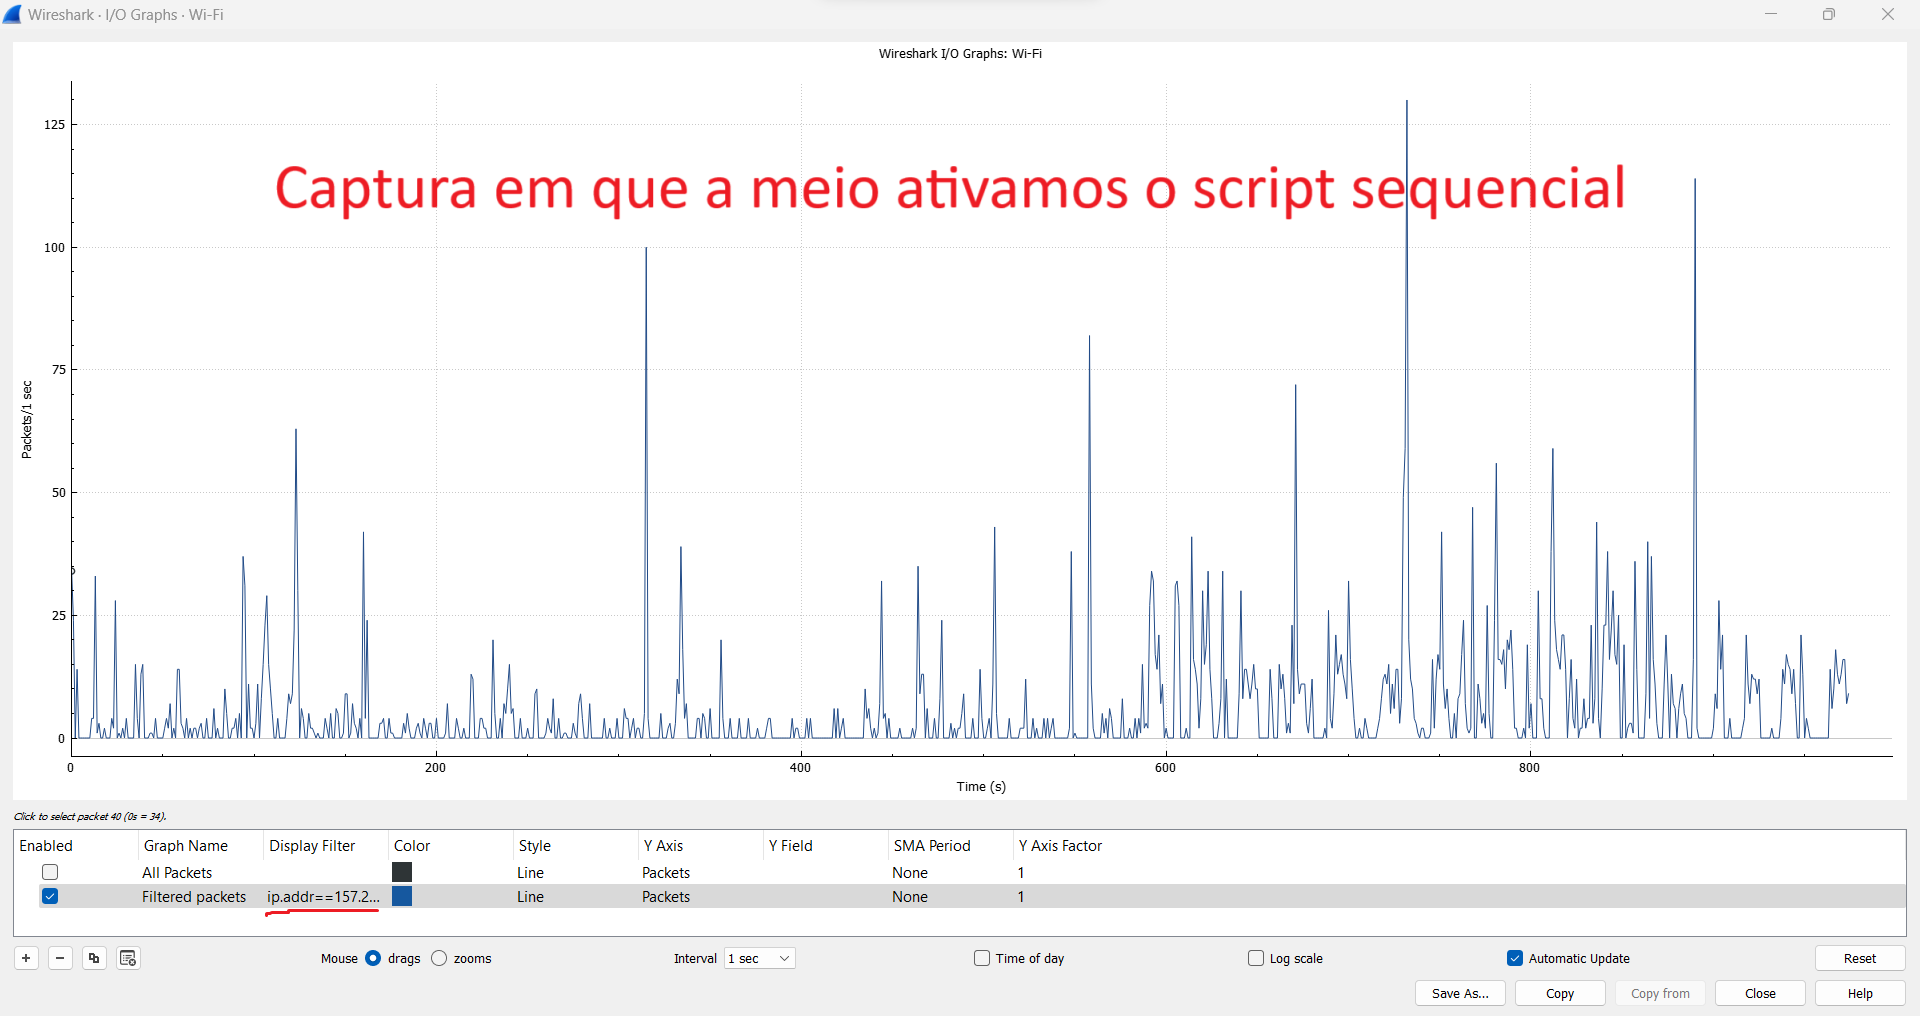 Wireshark · I/O Graphs · Wi-Fi
Wireshark I/O Graphs: Wi-Fi
Captura em que a meio ativamos o script sequencial
Packets/1 sec
125
100
75
50
25
0
0 200 400 600 800
Time (s)
Click to select packet 40 (0s = 34).
Enabled Graph Name Display Filter Color Style Y Axis Y Field SMA Period Y Axis Factor
All Packets Line Packets None 1
Filtered packets ip.addr==157.2... Line Packets None 1
+ − Mouse drags zooms Interval 1 sec Time of day Log scale Automatic Update Reset
Save As... Copy Copy from Close Help